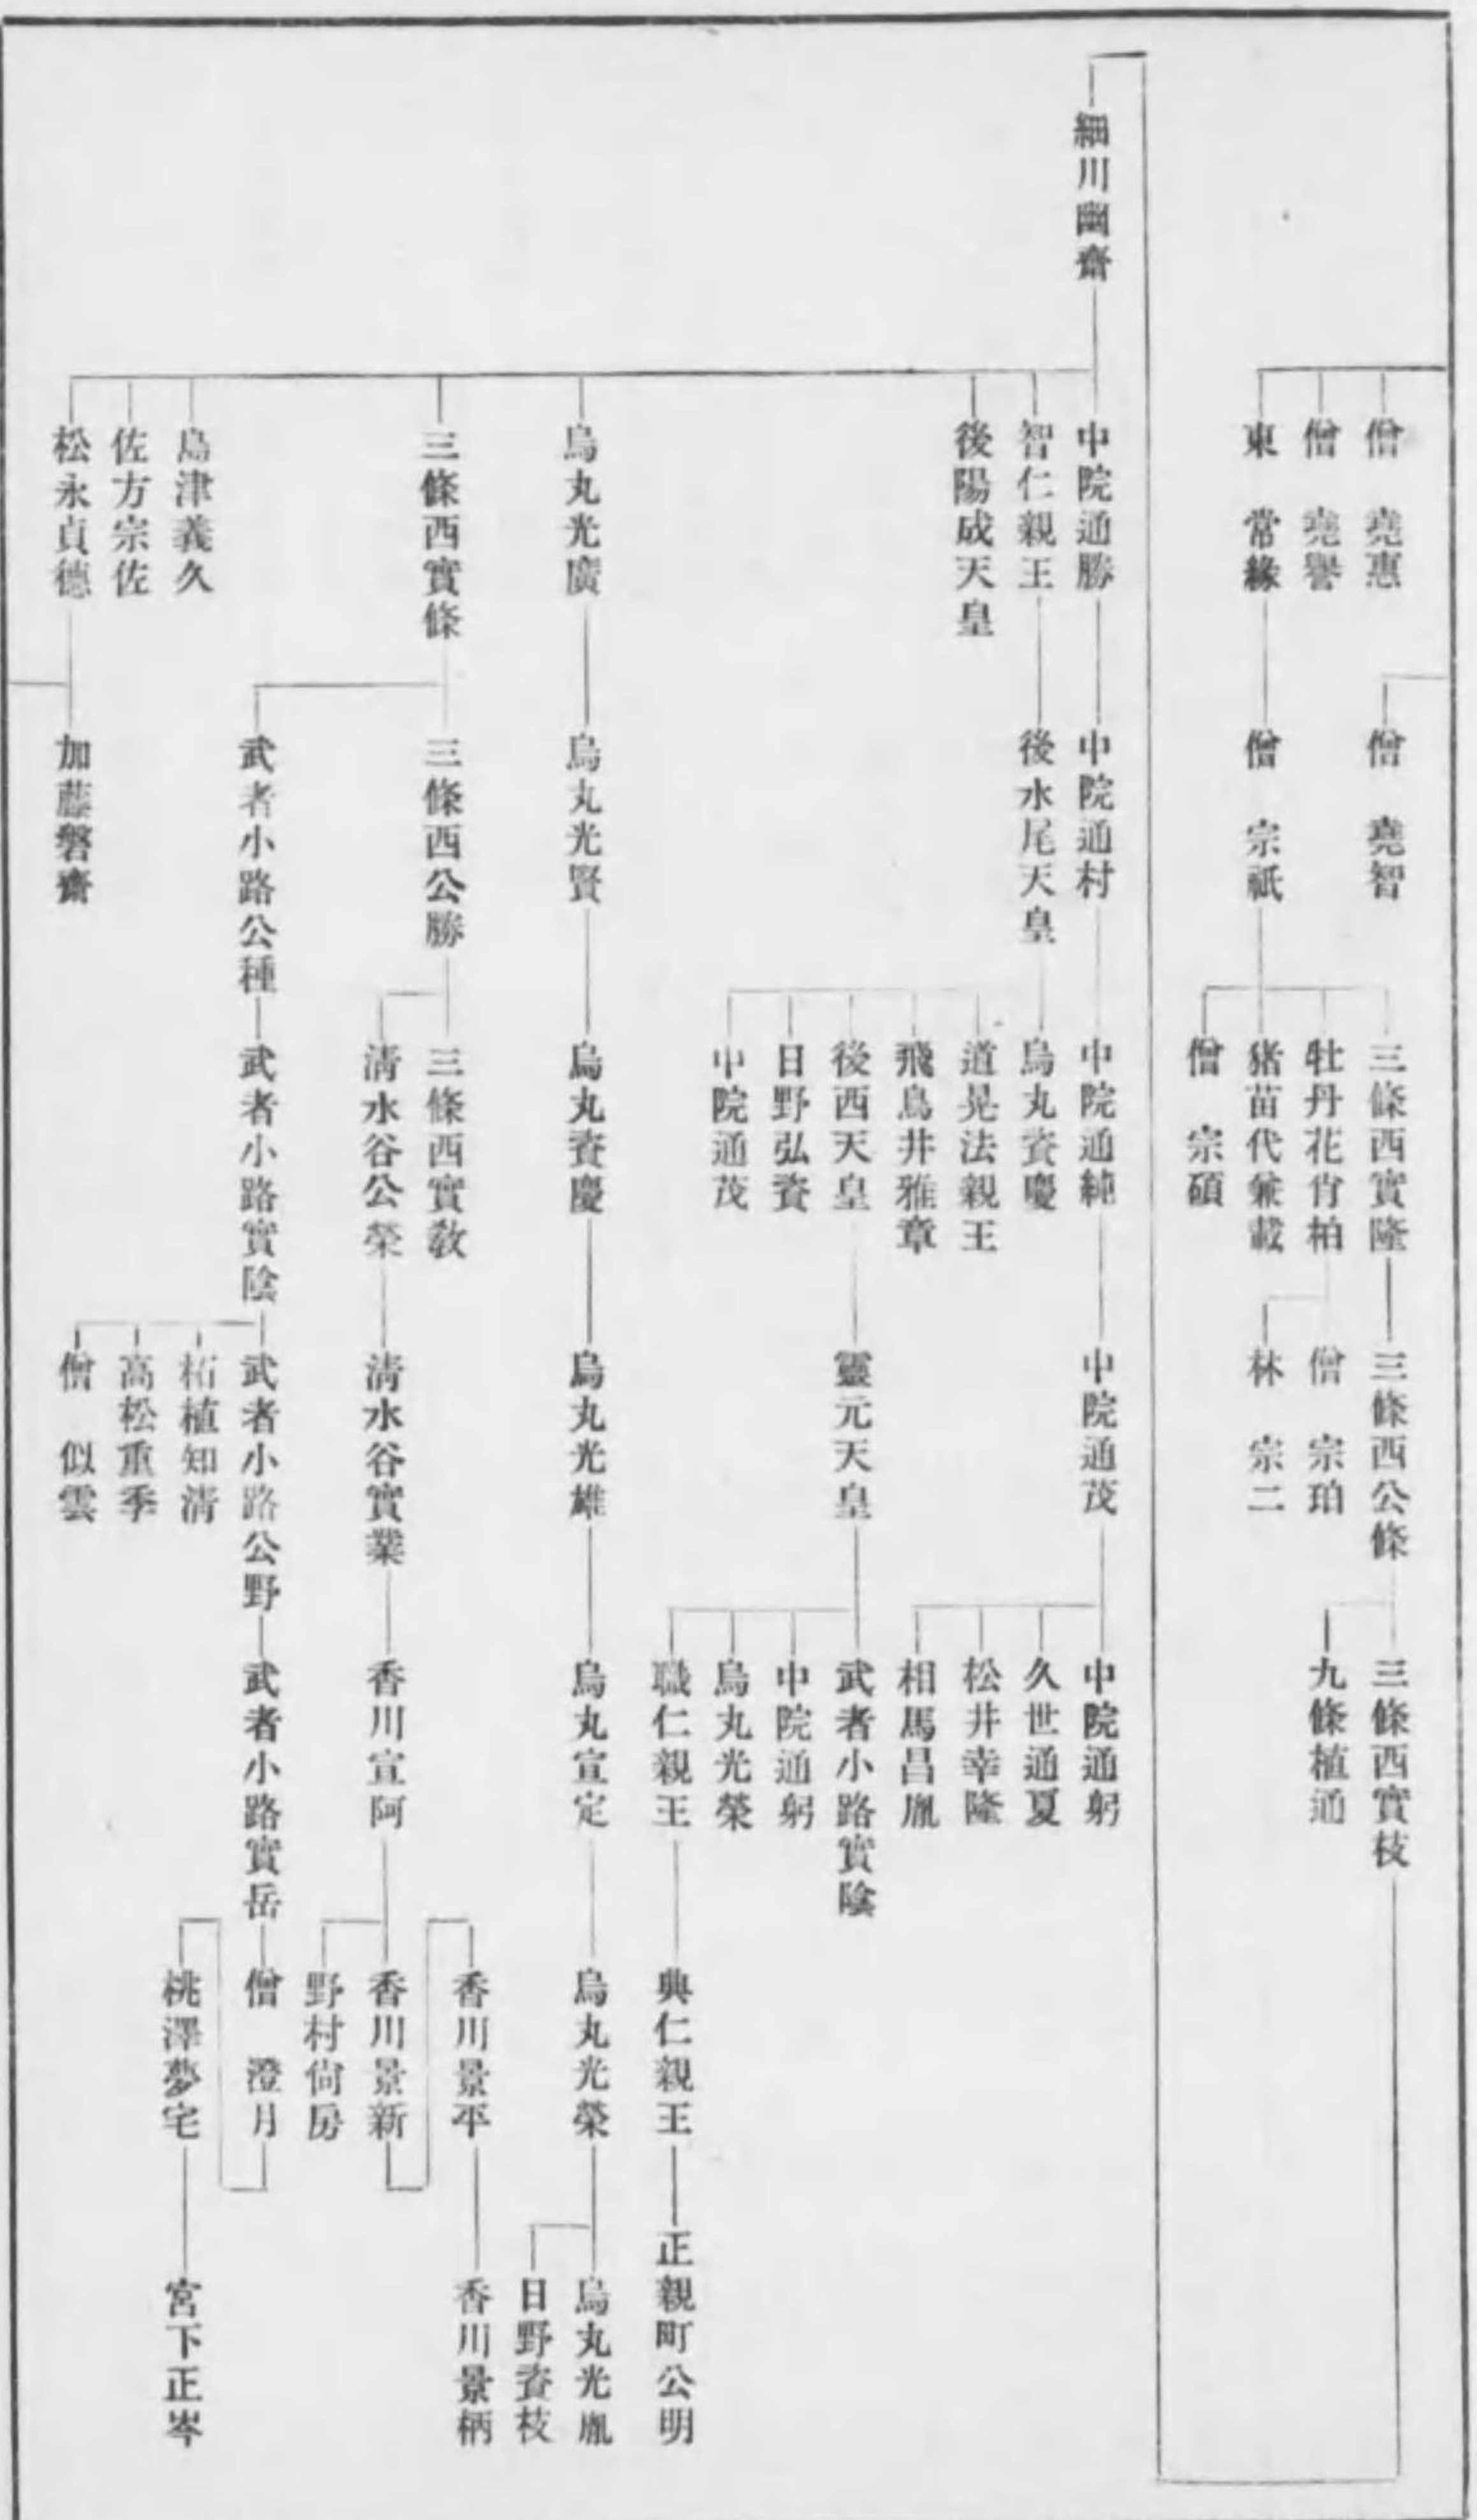 僧 堯惠
僧 堯譽
東 常緣
僧 堯智
僧 宗祇
三條西實隆
牡丹花肖柏
猪苗代兼載
僧 宗碩
三條西公條
僧 宗珀
林 宗二
三條西實枝
九條植通
細川幽齋
中院通勝
智仁親王
後陽成天皇
烏丸光廣
三條西實條
島津義久
佐方宗佐
松永貞德
中院通村
後水尾天皇
烏丸光賢
三條西公勝
武者小路公種
加藤磐齋
中院通純
烏丸資慶
道晃法親王
飛鳥井雅章
後西天皇
日野弘資
中院通茂
烏丸資慶
三條西實敎
清水谷公榮
武者小路實陰
中院通茂
靈元天皇
烏丸光雄
清水谷實業
武者小路公野
柘植知清
高松重季
僧 似雲
中院通躬
久世通夏
松井幸隆
相馬昌胤
武者小路實陰
中院通躬
烏丸光榮
職仁親王
烏丸宣定
香川宣阿
武者小路實岳
典仁親王
烏丸光榮
香川景平
香川景新
野村尙房
僧 澄月
桃澤夢宅
正親町公明
烏丸光胤
日野資枝
香川景柄
宮下正岑